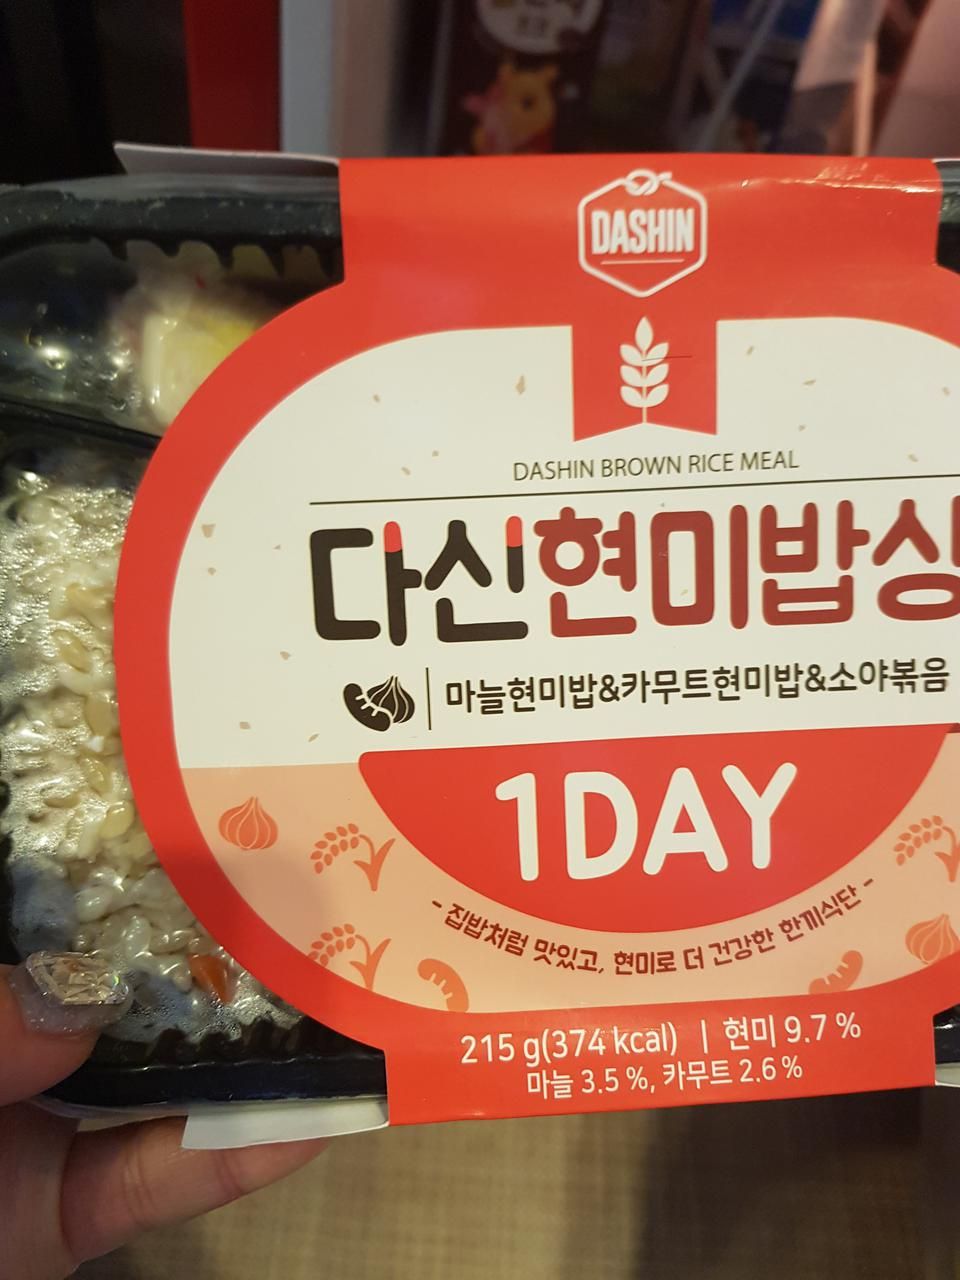 DASHIN
DASHIN BROWN RICE MEAL
다신현미밥상
마늘현미밥&카무트현미밥&소야볶음
1DAY
- 집밥처럼 맛있고, 현미로 더 건강한 한끼식단 -
215 g(374 kcal) | 현미 9.7 %
마늘 3.5 %, 카무트 2.6 %